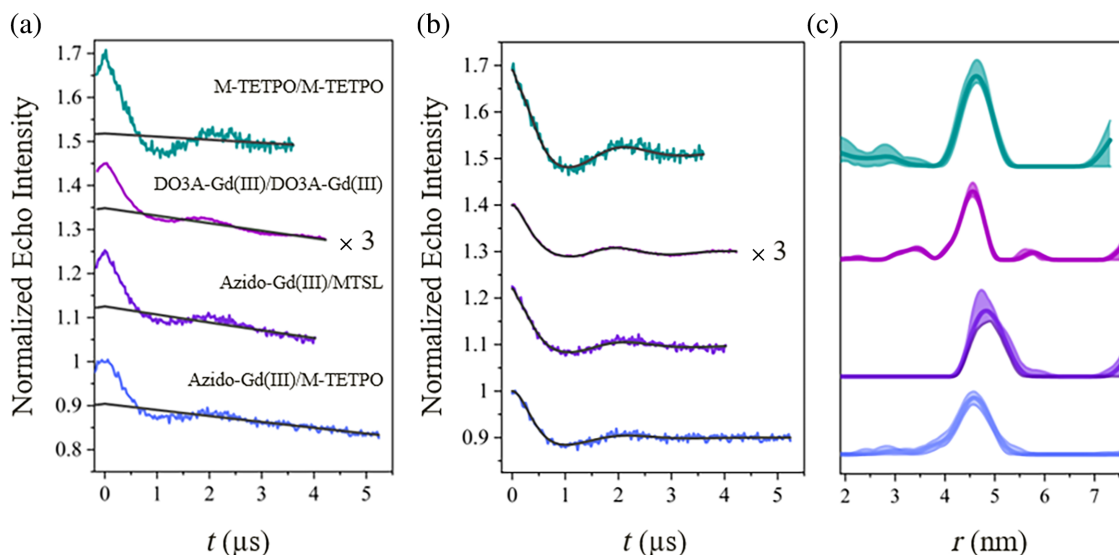 (a)
Normalized Echo Intensity
1.7
1.6
1.5
1.4
1.3
1.2
1.1
1
0.9
0.8
M-TETPO/M-TETPO
DO3A-Gd(III)/DO3A-Gd(III)
× 3
Azido-Gd(III)/MTSL
Azido-Gd(III)/M-TETPO
0 1 2 3 4 5
t (µs)
(b)
Normalized Echo Intensity
1.7
1.6
1.5
1.4
1.3
1.2
1.1
1
0.9
× 3
0 1 2 3 4 5
t (µs)
(c)
2 3 4 5 6 7
r (nm)